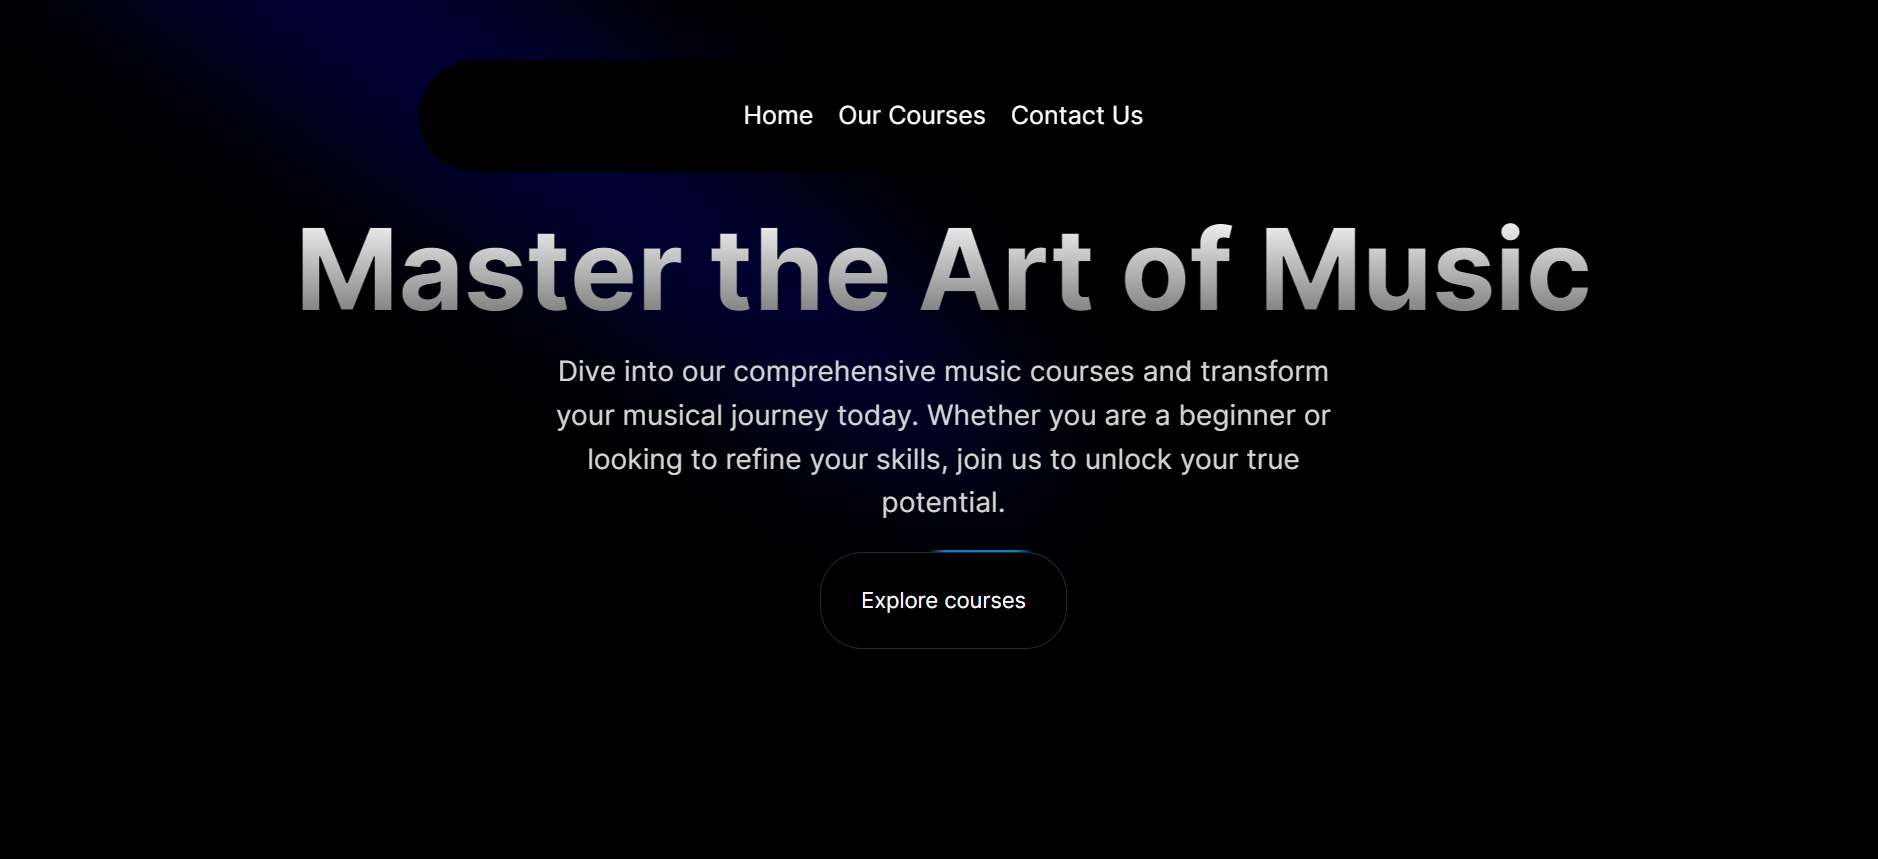 Home Our Courses Contact Us
Master the Art of Music
Dive into our comprehensive music courses and transform
your musical journey today. Whether you are a beginner or
looking to refine your skills, join us to unlock your true
potential.
Explore courses